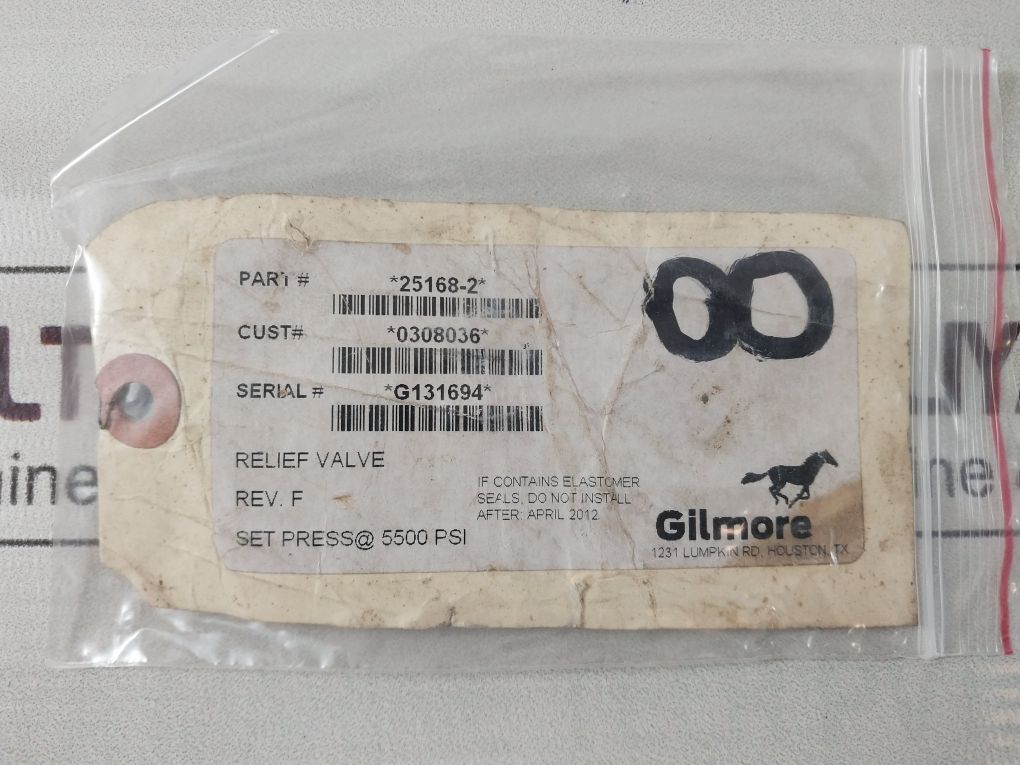 PART # *25168-2*
CUST# *0308036*
SERIAL # *G131694*
RELIEF VALVE
REV. F
SET PRESS@ 5500 PSI
IF CONTAINS ELASTOMER
SEALS, DO NOT INSTALL
AFTER: APRIL 2012
00
Gilmore
1231 LUMPKIN RD, HOUSTON, TX